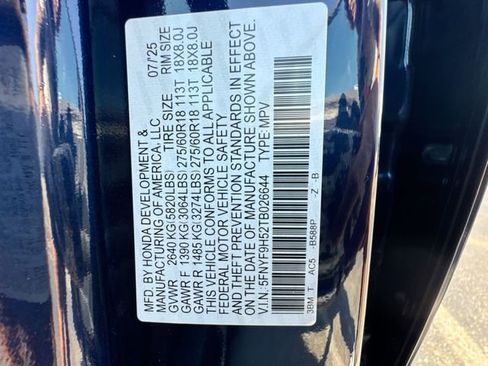 MFD. BY HONDA DEVELOPMENT & 07/'25
MANUFACTURING OF AMERICA, LLC
TIRE SIZE RIM SIZE
GVWR 2640 KG(5820LBS)
GAWR F 1390 KG(3064LBS)275/60R18 113T 18X8.0J
GAWR R 1485 KG(3274LBS)275/60R18 113T 18X8.0J
THIS VEHICLE CONFORMS TO ALL APPLICABLE
FEDERAL MOTOR VEHICLE SAFETY
AND THEFT PREVENTION STANDARDS IN EFFECT
ON THE DATE OF MANUFACTURE SHOWN ABOVE.
V.I.N.: 5FNYF9H52TB026644 TYPE: MPV
3BM T AC5 -B588P -Z -B